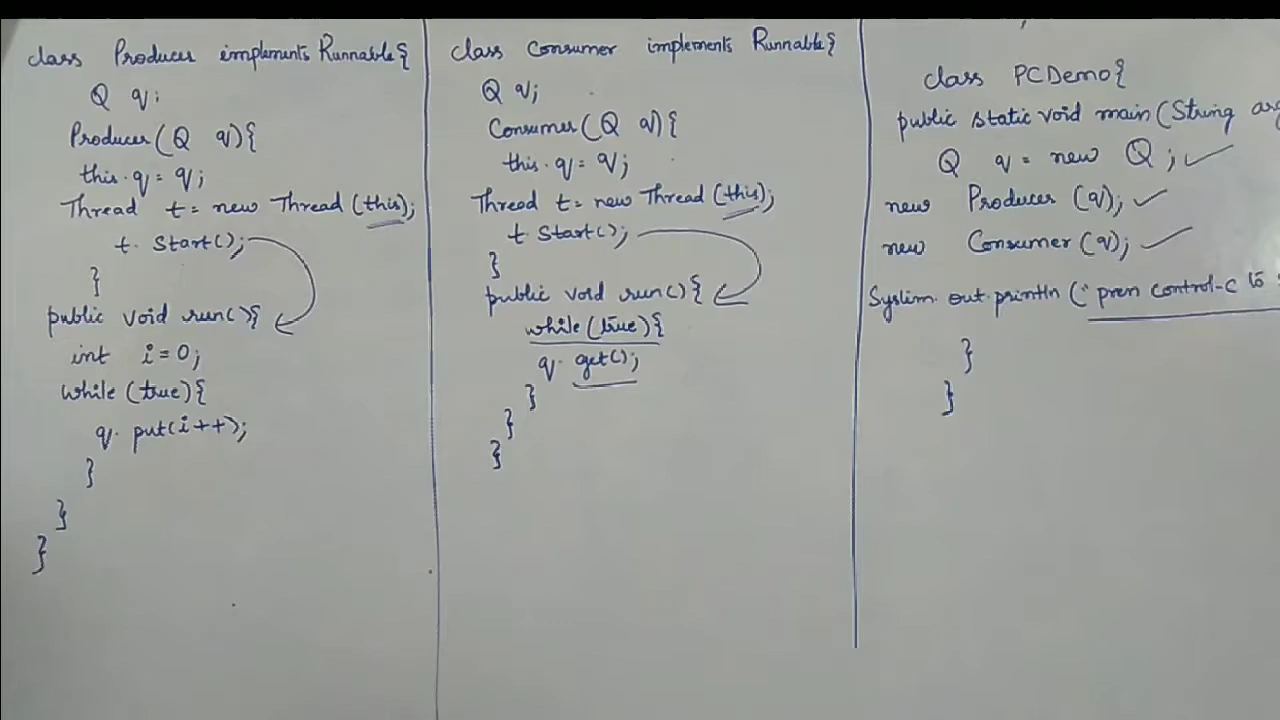 class Producer implements Runnable{
Q q;
Producer(Q q){
this.q = q;
Thread t = new Thread (this);
t. Start();
}
public void run(){
int i = 0;
while (true){
q. put(i++);
}
}
}
class Consumer implements Runnable{
Q q;
Consumer(Q q){
this.q = q;
Thread t = new Thread (this);
t. Start();
}
public void run(){
while(true){
q. get();
}
}
}
class PCDemo{
public static void main(String
Q q = new Q ;
new Producer (q);
new Consumer (q);
System. out. println ("press control-c to
}
}